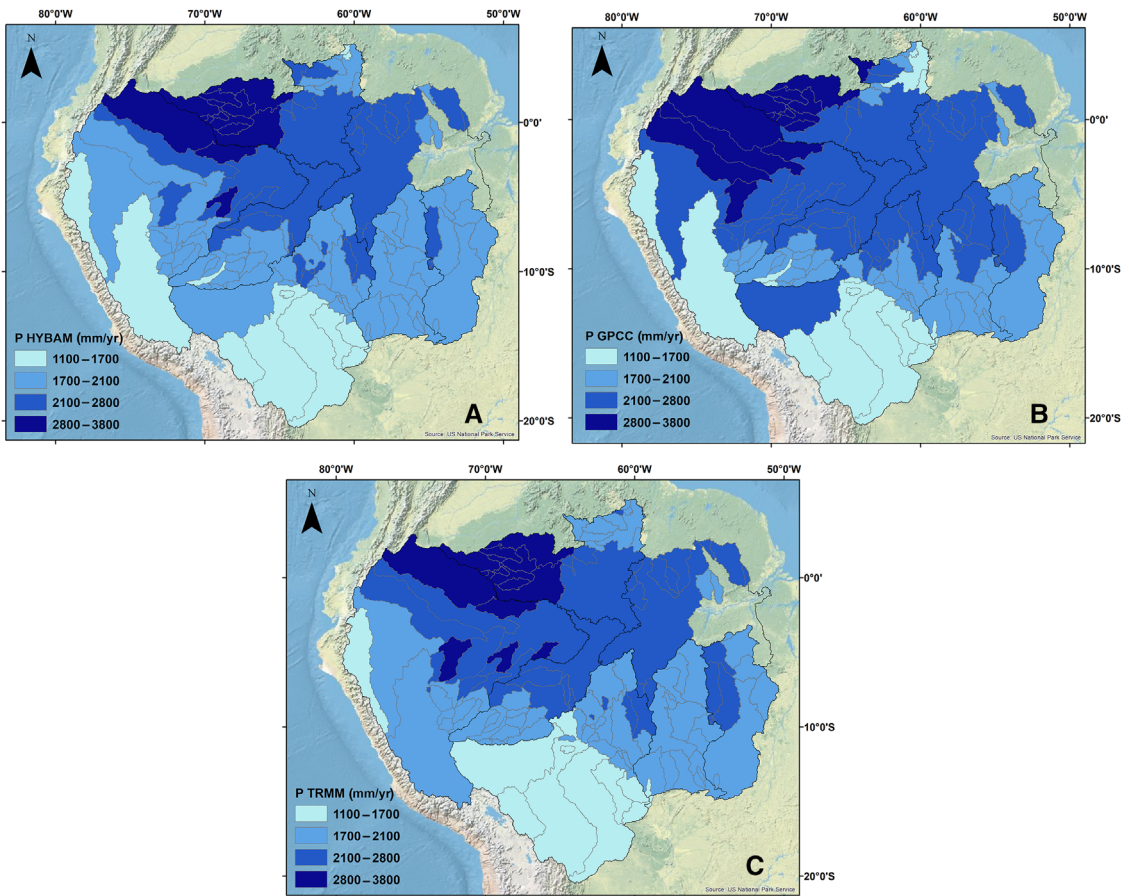 80°0'W 70°0'W 60°0'W 50°0'W
N
0°0'
10°0'S
20°0'S
P HYBAM (mm/yr)
1100–1700
1700–2100
2100–2800
2800–3800
A
Source: US National Park Service
80°0'W 70°0'W 60°0'W 50°0'W
N
0°0'
10°0'S
20°0'S
P GPCC (mm/yr)
1100–1700
1700–2100
2100–2800
2800–3800
B
Source: US National Park Service
80°0'W 70°0'W 60°0'W 50°0'W
N
0°0'
10°0'S
20°0'S
P TRMM (mm/yr)
1100–1700
1700–2100
2100–2800
2800–3800
C
Source: US National Park Service